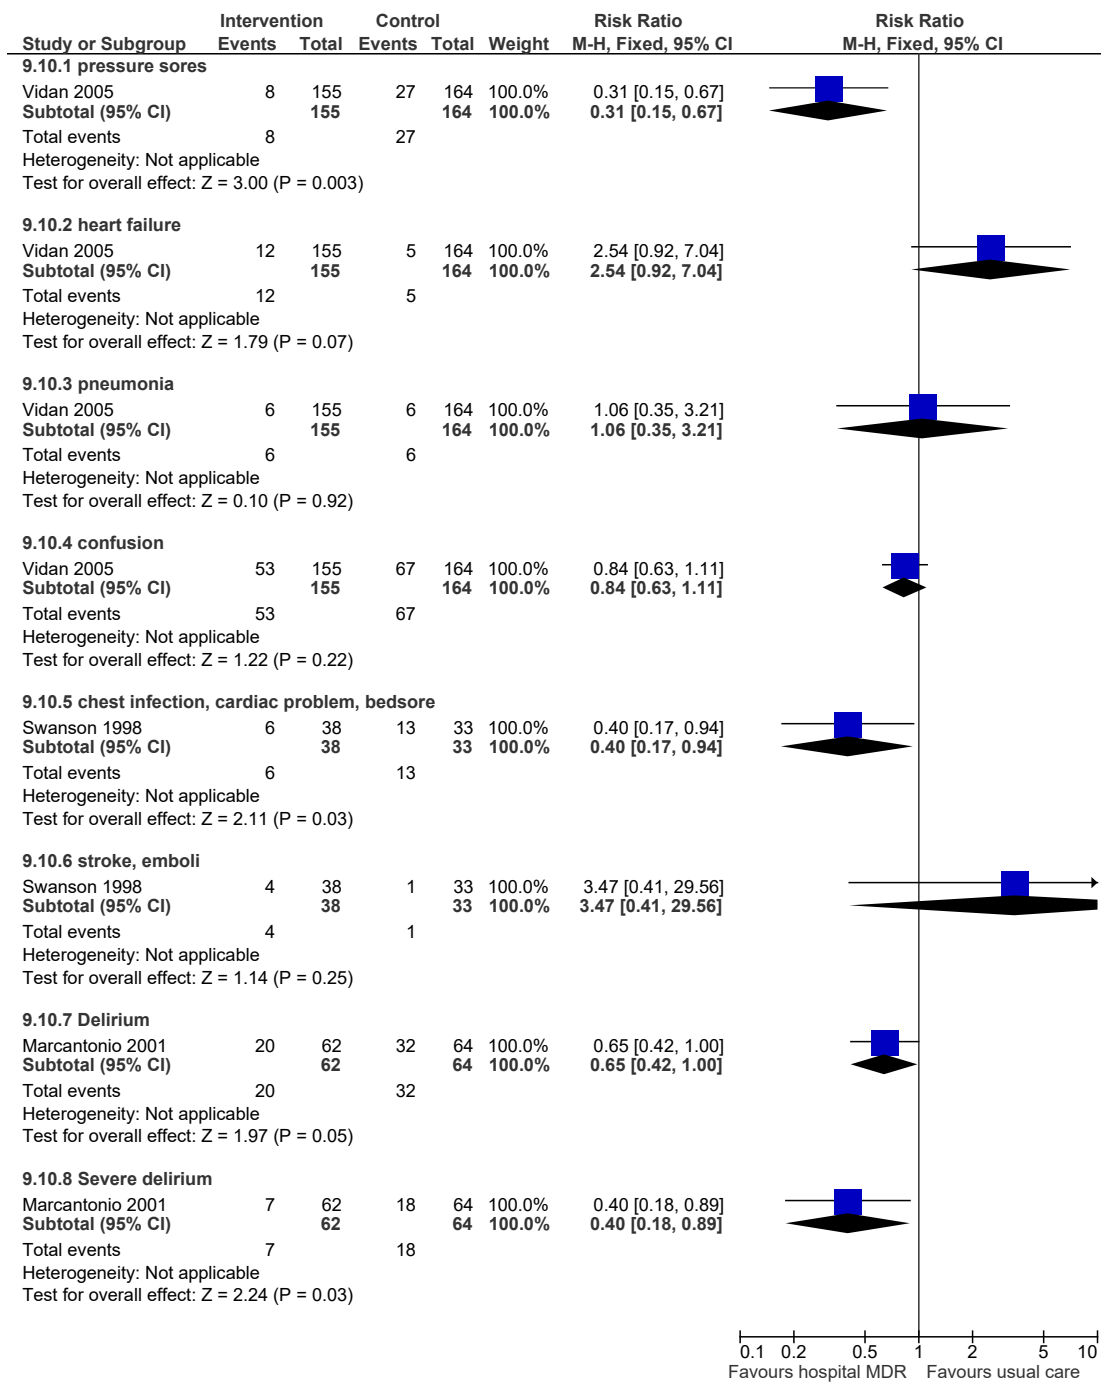 Intervention Control Risk Ratio Risk Ratio
Study or Subgroup Events Total Events Total Weight M-H, Fixed, 95% CI M-H, Fixed, 95% CI
9.10.1 pressure sores
Vidan 2005 8 155 27 164 100.0% 0.31 [0.15, 0.67]
Subtotal (95% CI) 155 164 100.0% 0.31 [0.15, 0.67]
Total events 8 27
Heterogeneity: Not applicable
Test for overall effect: Z = 3.00 (P = 0.003)
9.10.2 heart failure
Vidan 2005 12 155 5 164 100.0% 2.54 [0.92, 7.04]
Subtotal (95% CI) 155 164 100.0% 2.54 [0.92, 7.04]
Total events 12 5
Heterogeneity: Not applicable
Test for overall effect: Z = 1.79 (P = 0.07)
9.10.3 pneumonia
Vidan 2005 6 155 6 164 100.0% 1.06 [0.35, 3.21]
Subtotal (95% CI) 155 164 100.0% 1.06 [0.35, 3.21]
Total events 6 6
Heterogeneity: Not applicable
Test for overall effect: Z = 0.10 (P = 0.92)
9.10.4 confusion
Vidan 2005 53 155 67 164 100.0% 0.84 [0.63, 1.11]
Subtotal (95% CI) 155 164 100.0% 0.84 [0.63, 1.11]
Total events 53 67
Heterogeneity: Not applicable
Test for overall effect: Z = 1.22 (P = 0.22)
9.10.5 chest infection, cardiac problem, bedsore
Swanson 1998 6 38 13 33 100.0% 0.40 [0.17, 0.94]
Subtotal (95% CI) 38 33 100.0% 0.40 [0.17, 0.94]
Total events 6 13
Heterogeneity: Not applicable
Test for overall effect: Z = 2.11 (P = 0.03)
9.10.6 stroke, emboli
Swanson 1998 4 38 1 33 100.0% 3.47 [0.41, 29.56]
Subtotal (95% CI) 38 33 100.0% 3.47 [0.41, 29.56]
Total events 4 1
Heterogeneity: Not applicable
Test for overall effect: Z = 1.14 (P = 0.25)
9.10.7 Delirium
Marcantonio 2001 20 62 32 64 100.0% 0.65 [0.42, 1.00]
Subtotal (95% CI) 62 64 100.0% 0.65 [0.42, 1.00]
Total events 20 32
Heterogeneity: Not applicable
Test for overall effect: Z = 1.97 (P = 0.05)
9.10.8 Severe delirium
Marcantonio 2001 7 62 18 64 100.0% 0.40 [0.18, 0.89]
Subtotal (95% CI) 62 64 100.0% 0.40 [0.18, 0.89]
Total events 7 18
Heterogeneity: Not applicable
Test for overall effect: Z = 2.24 (P = 0.03)
0.1 0.2 0.5 1 2 5 10
Favours hospital MDR Favours usual care